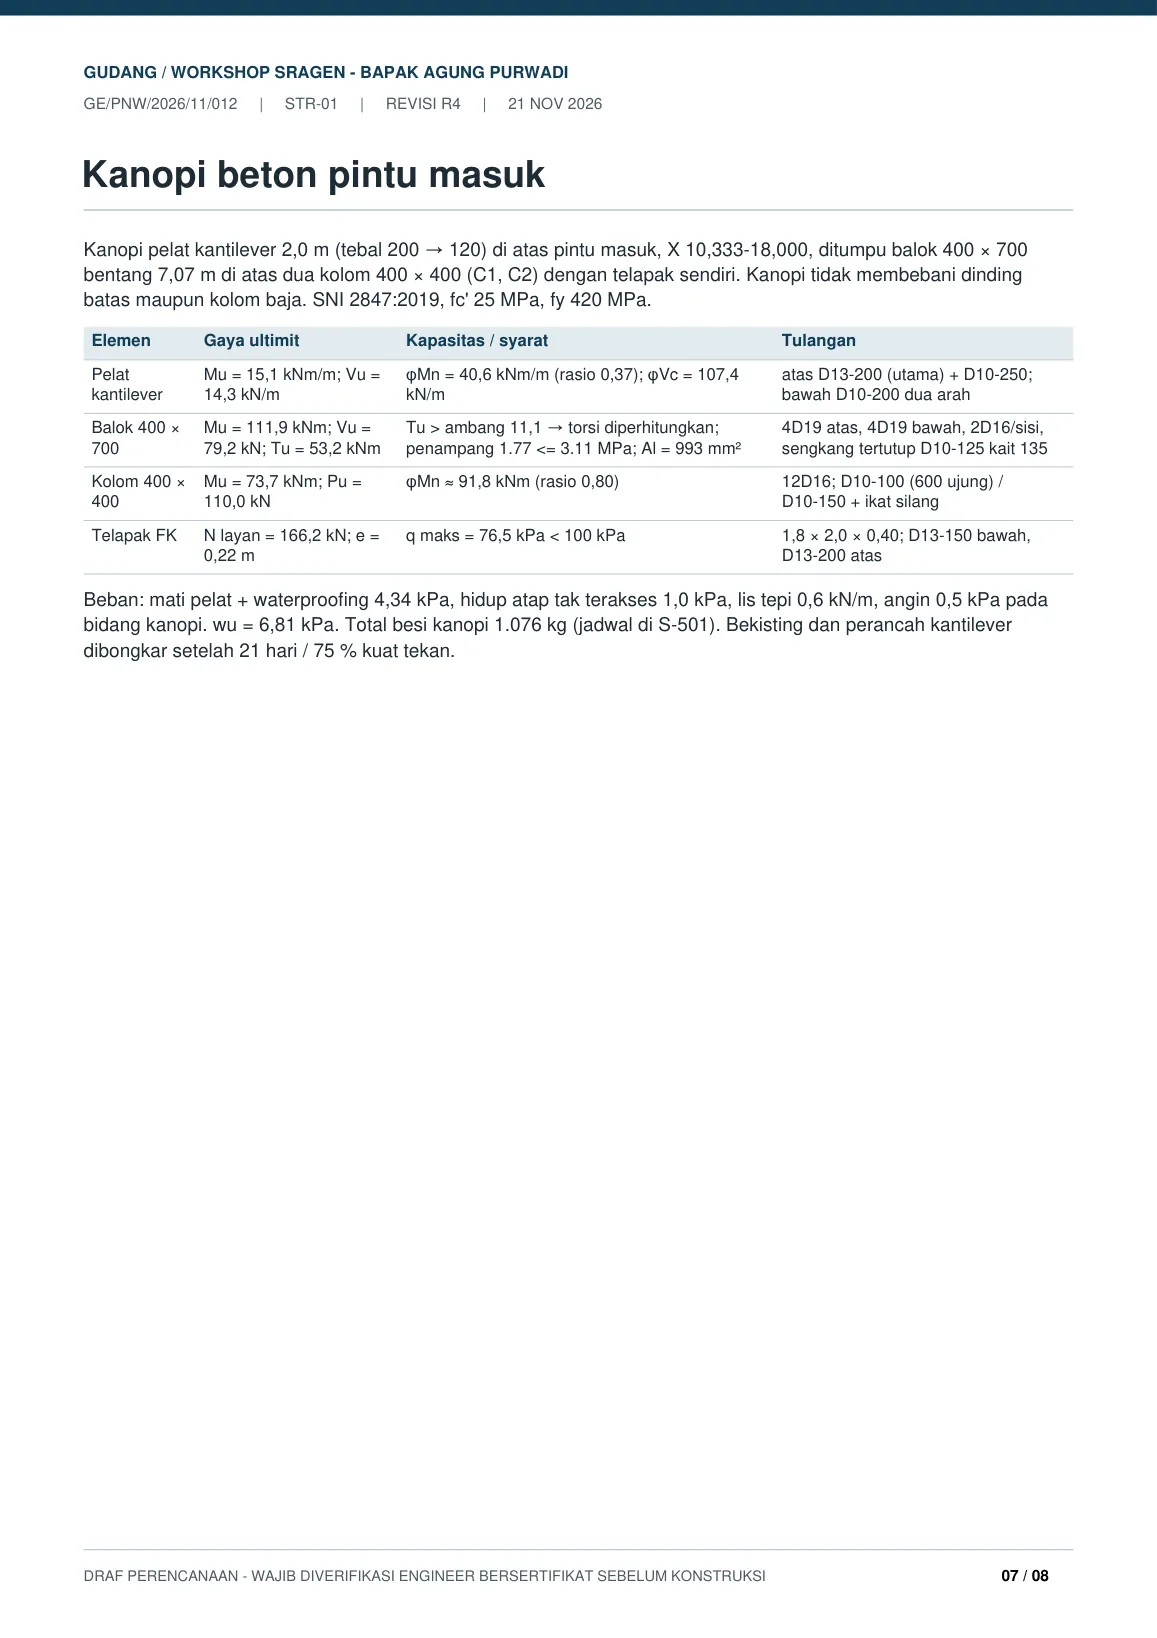 GUDANG / WORKSHOP SRAGEN - BAPAK AGUNG PURWADI
GE/PNW/2026/11/012 | STR-01 | REVISI R4 | 21 NOV 2026
Kanopi beton pintu masuk
Kanopi pelat kantilever 2,0 m (tebal 200 → 120) di atas pintu masuk, X 10,333-18,000, ditumpu balok 400 × 700
bentang 7,07 m di atas dua kolom 400 × 400 (C1, C2) dengan telapak sendiri. Kanopi tidak membebani dinding
batas maupun kolom baja. SNI 2847:2019, fc' 25 MPa, fy 420 MPa.
Elemen Gaya ultimit Kapasitas / syarat Tulangan
Pelat Mu = 15,1 kNm/m; Vu = φMn = 40,6 kNm/m (rasio 0,37); φVc = 107,4 atas D13-200 (utama) + D10-250;
kantilever 14,3 kN/m kN/m bawah D10-200 dua arah
Balok 400 × Mu = 111,9 kNm; Vu = Tu > ambang 11,1 → torsi diperhitungkan; 4D19 atas, 4D19 bawah, 2D16/sisi,
700 79,2 kN; Tu = 53,2 kNm penampang 1.77 <= 3.11 MPa; Al = 993 mm² sengkang tertutup D10-125 kait 135
Kolom 400 × Mu = 73,7 kNm; Pu = φMn ≈ 91,8 kNm (rasio 0,80) 12D16; D10-100 (600 ujung) /
400 110,0 kN D10-150 + ikat silang
Telapak FK N layan = 166,2 kN; e = q maks = 76,5 kPa < 100 kPa 1,8 × 2,0 × 0,40; D13-150 bawah,
0,22 m D13-200 atas
Beban: mati pelat + waterproofing 4,34 kPa, hidup atap tak terakses 1,0 kPa, lis tepi 0,6 kN/m, angin 0,5 kPa pada
bidang kanopi. wu = 6,81 kPa. Total besi kanopi 1.076 kg (jadwal di S-501). Bekisting dan perancah kantilever
dibongkar setelah 21 hari / 75 % kuat tekan.
DRAF PERENCANAAN - WAJIB DIVERIFIKASI ENGINEER BERSERTIFIKAT SEBELUM KONSTRUKSI 07 / 08